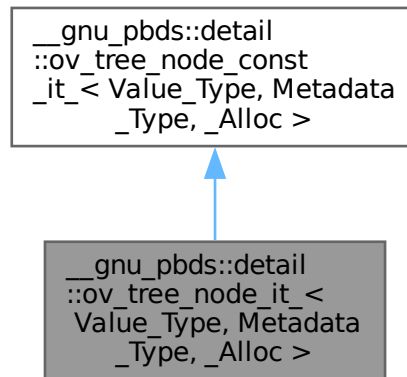 __gnu_pbds::detail
::ov_tree_node_const
_it_< Value_Type, Metadata
_Type, _Alloc >
__gnu_pbds::detail
::ov_tree_node_it_<
Value_Type, Metadata
_Type, _Alloc >